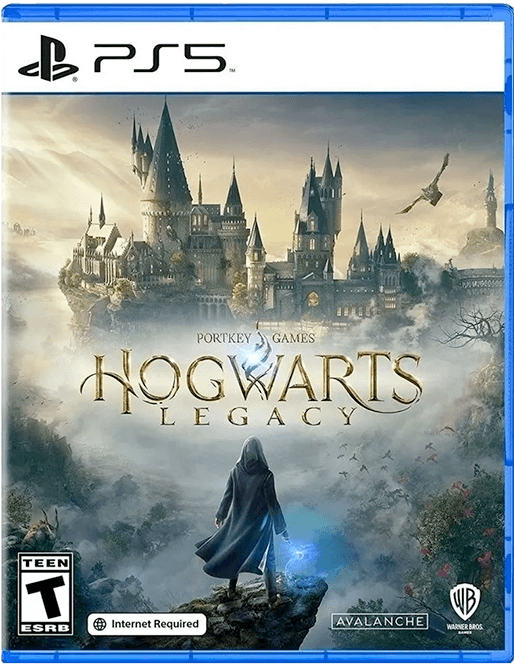 PS5
PORTKEY GAMES
HOGWARTS
LEGACY
TEEN
T
ESRB
Internet Required
AVALANCHE
WB
WARNER BROS.
GAMES